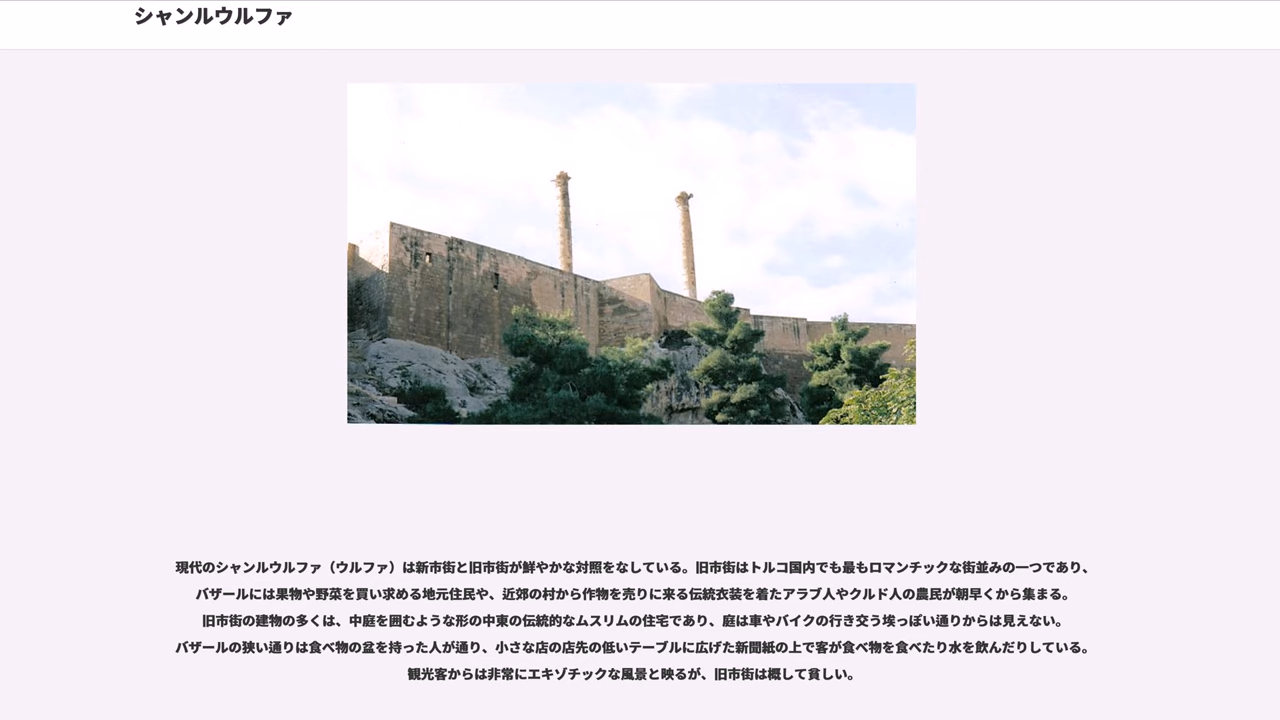 シャンルウルファ
現代のシャンルウルファ（ウルファ）は新市街と旧市街が鮮やかな対照をなしている。旧市街はトルコ国内でも最もロマンチックな街並みの一つであり、
バザールには果物や野菜を買い求める地元住民や、近郊の村から作物を売りに来る伝統衣装を着たアラブ人やクルド人の農民が朝早くから集まる。
旧市街の建物の多くは、中庭を囲むような形の中東の伝統的なムスリムの住宅であり、庭は車やバイクの行き交う埃っぽい通りからは見えない。
バザールの狭い通りは食べ物の盆を持った人が通り、小さな店の店先の低いテーブルに広げた新聞紙の上で客が食べ物を食べたり水を飲んだりしている。
観光客からは非常にエキゾチックな風景と映るが、旧市街は概して貧しい。